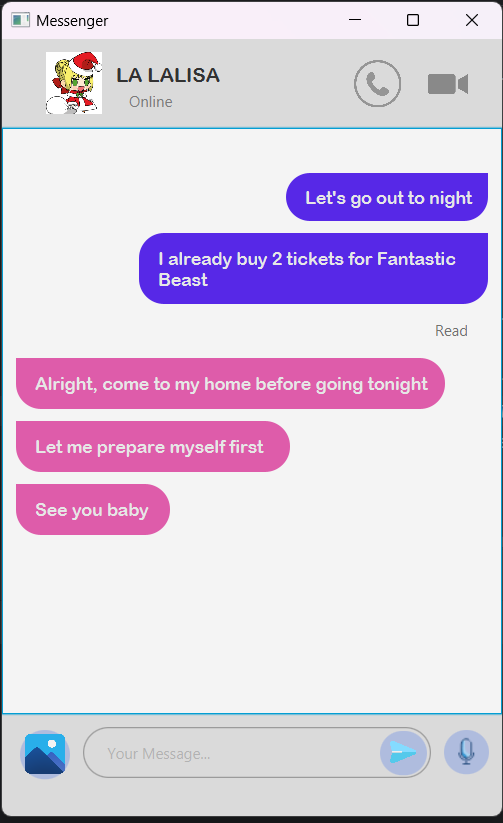 Messenger
LA LALISA
Online
Let's go out to night
I already buy 2 tickets for Fantastic
Beast
Read
Alright, come to my home before going tonight
Let me prepare myself first
See you baby
Your Message...